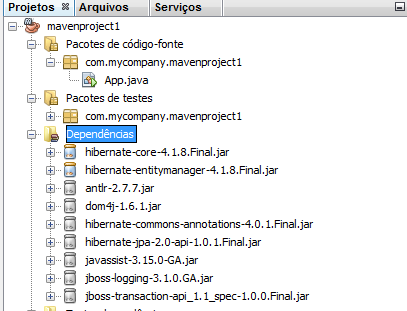 Projetos Arquivos Serviços
mavenproject1
Pacotes de código-fonte
com.mycompany.mavenproject1
App.java
Pacotes de testes
com.mycompany.mavenproject1
Dependências
hibernate-core-4.1.8.Final.jar
hibernate-entitymanager-4.1.8.Final.jar
antlr-2.7.7.jar
dom4j-1.6.1.jar
hibernate-commons-annotations-4.0.1.Final.jar
hibernate-jpa-2.0-api-1.0.1.Final.jar
javassist-3.15.0-GA.jar
jboss-logging-3.1.0.GA.jar
jboss-transaction-api_1.1_spec-1.0.0.Final.jar